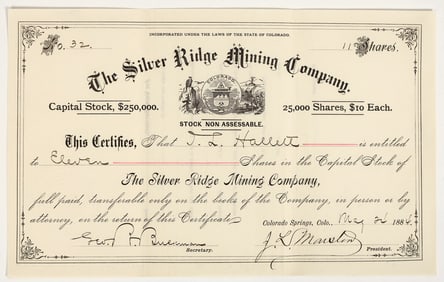 INCORPORATED UNDER THE LAWS OF THE STATE OF COLORADO.
No. 32. 11 Shares.
The Silver Ridge Mining Company.
COLORADO
Capital Stock, $250,000. 25,000 Shares, $10 Each.
STOCK NON ASSESSABLE.
This Certifies, That T. L. Hallett is entitled
to Eleven Shares in the Capital Stock of
The Silver Ridge Mining Company,
full paid, transferable only on the books of the Company, in person or by
attorney, on the return of this Certificate.
Colorado Springs, Colo., 1884
Secretary. President.